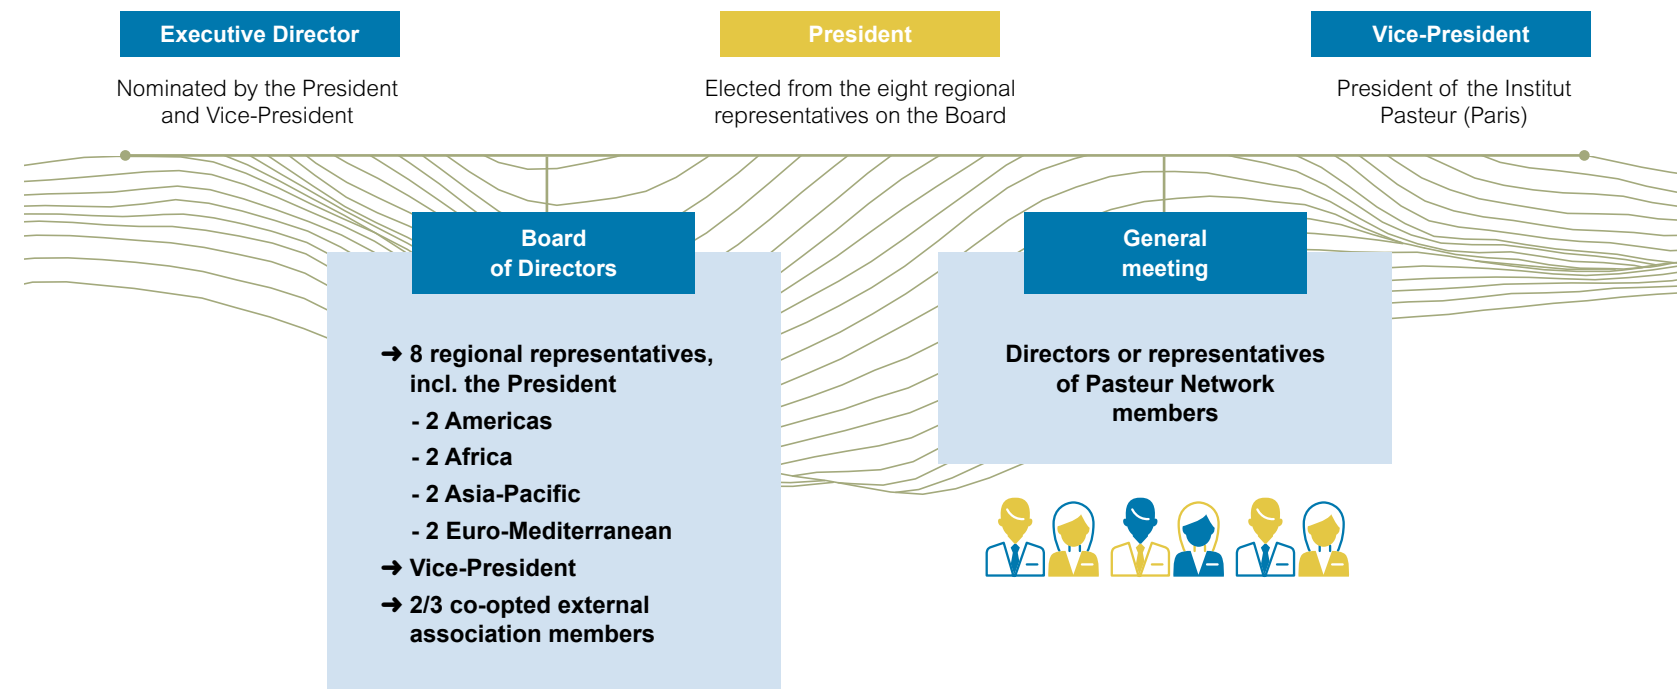 Executive Director
Nominated by the President
and Vice-President
President
Elected from the eight regional
representatives on the Board
Vice-President
President of the Institut
Pasteur (Paris)
Board
of Directors
➜ 8 regional representatives,
incl. the President
- 2 Americas
- 2 Africa
- 2 Asia-Pacific
- 2 Euro-Mediterranean
➜ Vice-President
➜ 2/3 co-opted external
association members
General
meeting
Directors or representatives
of Pasteur Network
members